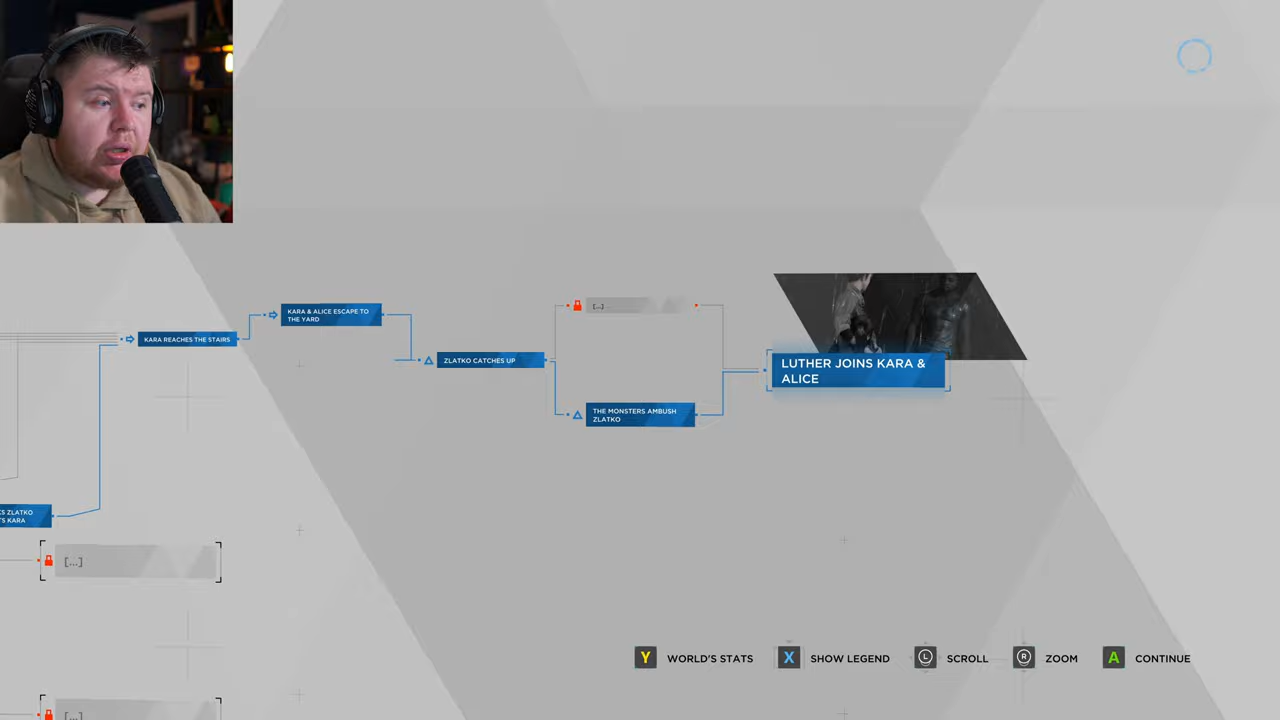 KARA & ALICE ESCAPE TO
THE YARD
KARA REACHES THE STAIRS
ZLATKO CATCHES UP
[...]
THE MONSTERS AMBUSH
ZLATKO
LUTHER JOINS KARA &
ALICE
S ZLATKO
S KARA
[...]
[...]
Y WORLD'S STATS
X SHOW LEGEND
L SCROLL
R ZOOM
A CONTINUE